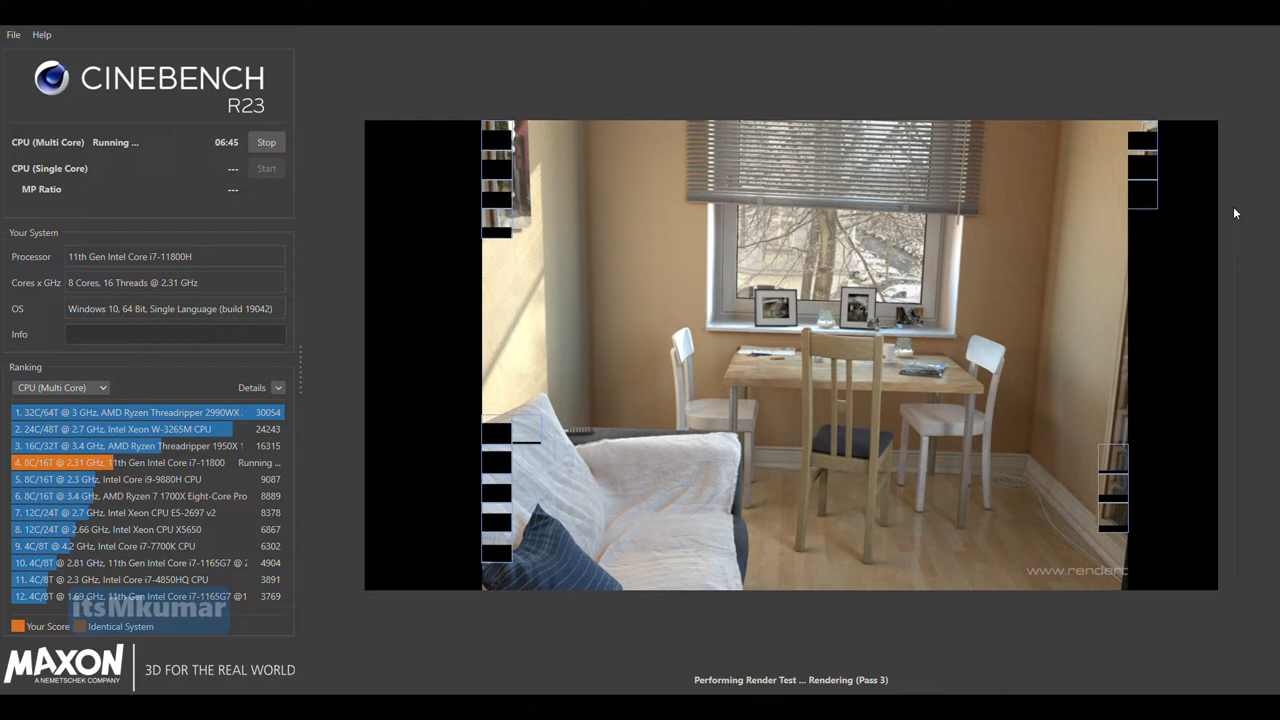 File Help
CINEBENCH
R23
CPU (Multi Core) Running ... 06:45 Stop
CPU (Single Core) --- Start
MP Ratio ---
Your System
Processor 11th Gen Intel Core i7-11800H
Cores x GHz 8 Cores, 16 Threads @ 2.31 GHz
OS Windows 10, 64 Bit, Single Language (build 19042)
Info
Ranking
CPU (Multi Core) Details
1. 32C/64T @ 3 GHz, AMD Ryzen Threadripper 2990WX 30054
2. 24C/48T @ 2.7 GHz, Intel Xeon W-3265M CPU 24243
3. 16C/32T @ 3.4 GHz, AMD Ryzen Threadripper 1950X 16315
4. 8C/16T @ 2.31 GHz, 11th Gen Intel Core i7-11800 Running ...
5. 8C/16T @ 2.3 GHz, Intel Core i9-9880H CPU 9087
6. 8C/16T @ 3.4 GHz, AMD Ryzen 7 1700X Eight-Core Pro 8889
7. 12C/24T @ 2.7 GHz, Intel Xeon CPU E5-2697 v2 8378
8. 12C/24T @ 2.66 GHz, Intel Xeon CPU X5650 6867
9. 4C/8T @ 4.2 GHz, Intel Core i7-7700K CPU 6302
10. 4C/8T @ 2.81 GHz, 11th Gen Intel Core i7-1165G7 @ 2 4904
11. 4C/8T @ 2.3 GHz, Intel Core i7-4850HQ CPU 3891
12. 4C/8T @ 1.69 GHz, 11th Gen Intel Core i7-1165G7 @1 3769
itsMkumar
Your Score Identical System
MAXON
A NEMETSCHEK COMPANY
3D FOR THE REAL WORLD
www.renderc
Performing Render Test ... Rendering (Pass 3)